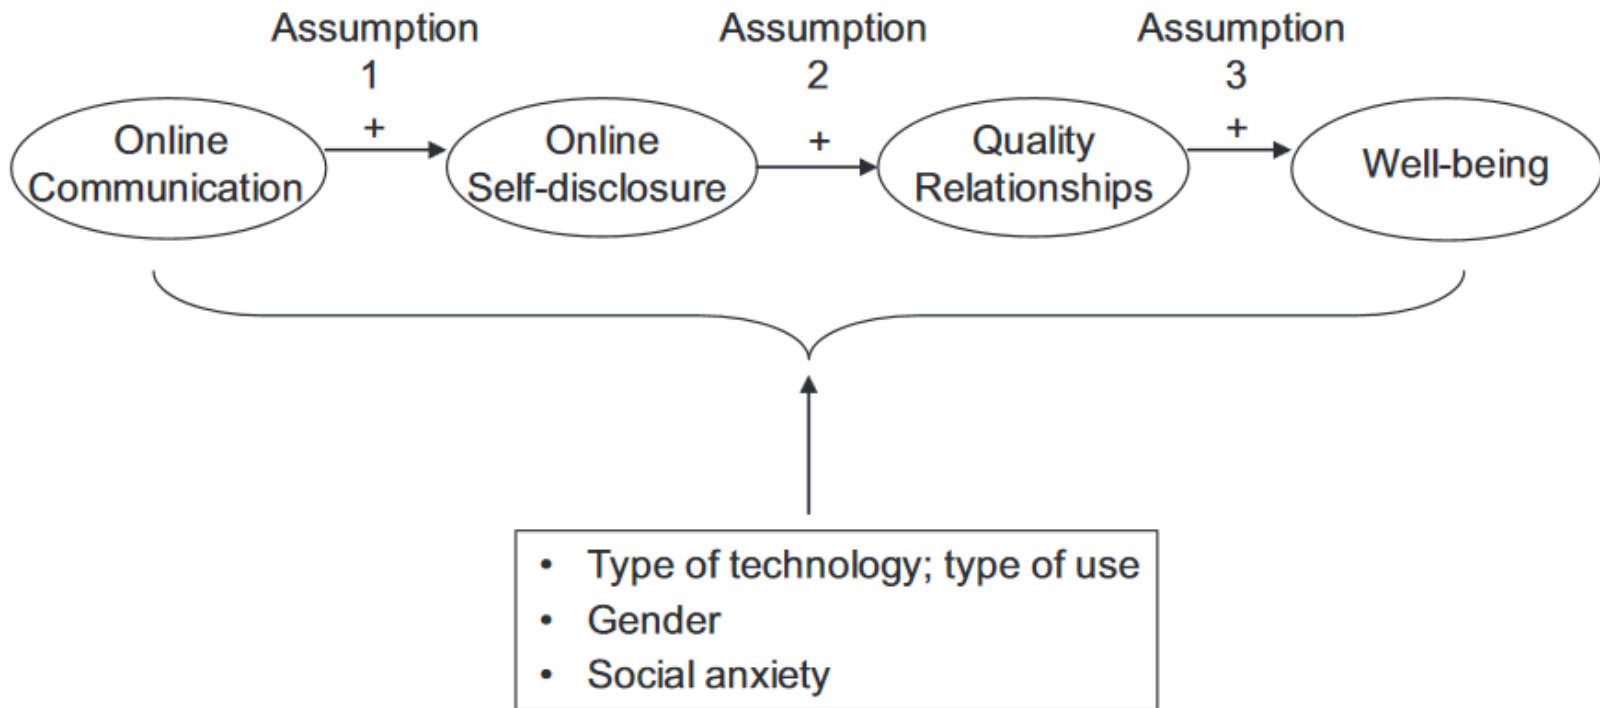 Assumption
1
+
Assumption
2
+
Assumption
3
+
Online
Communication
Online
Self-disclosure
Quality
Relationships
Well-being
• Type of technology; type of use
• Gender
• Social anxiety